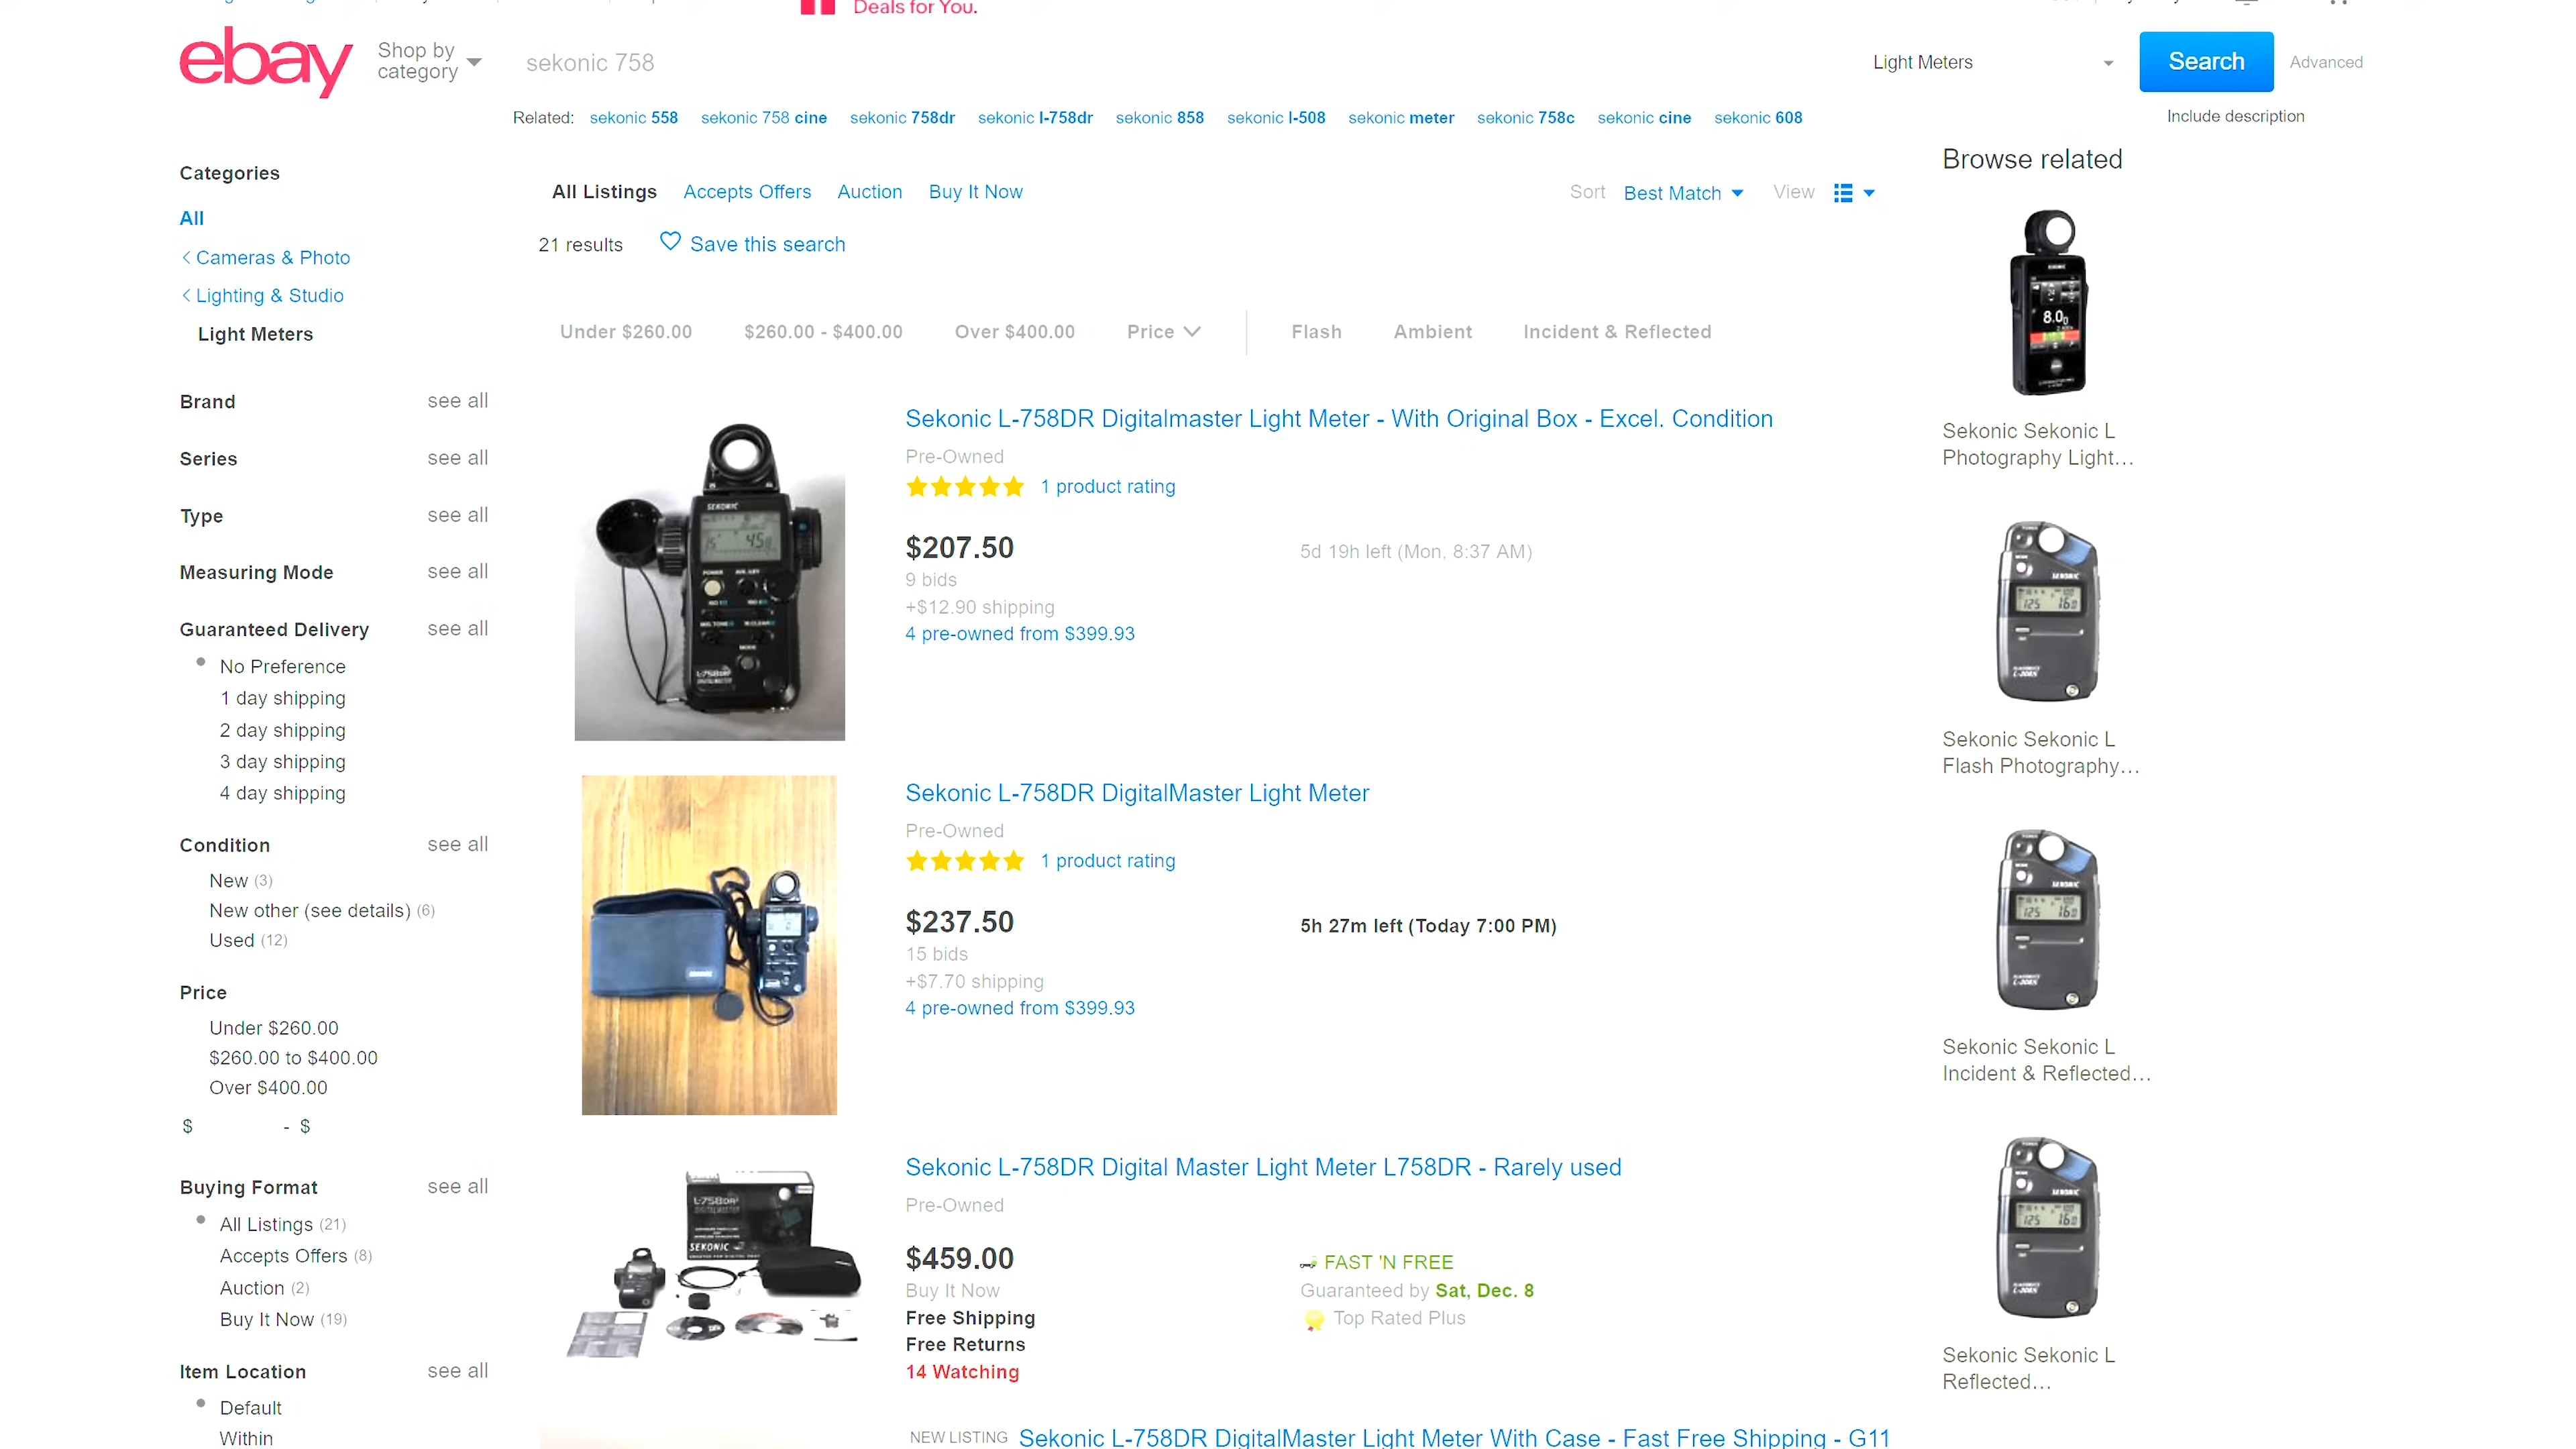 Deals for You.
ebay
Shop by category
sekonic 758
Light Meters
Search
Advanced
Related: sekonic 558 sekonic 758 cine sekonic 758dr sekonic l-758dr sekonic 858 sekonic l-508 sekonic meter sekonic 758c sekonic cine sekonic 608
Include description
Categories
All
Cameras & Photo
Lighting & Studio
Light Meters
Brand see all
Series see all
Type see all
Measuring Mode see all
Guaranteed Delivery see all
No Preference
1 day shipping
2 day shipping
3 day shipping
4 day shipping
Condition see all
New (3)
New other (see details) (6)
Used (12)
Price
Under $260.00
$260.00 to $400.00
Over $400.00
$ - $
Buying Format see all
All Listings (21)
Accepts Offers (8)
Auction (2)
Buy It Now (19)
Item Location see all
Default
Within
All Listings Accepts Offers Auction Buy It Now
Sort Best Match View
21 results Save this search
Under $260.00 $260.00 - $400.00 Over $400.00 Price Flash Ambient Incident & Reflected
SEKONIC
Sekonic L-758DR Digitalmaster Light Meter - With Original Box - Excel. Condition
Pre-Owned
1 product rating
$207.50
5d 19h left (Mon, 8:37 AM)
9 bids
+$12.90 shipping
4 pre-owned from $399.93
Sekonic L-758DR DigitalMaster Light Meter
Pre-Owned
1 product rating
$237.50
5h 27m left (Today 7:00 PM)
15 bids
+$7.70 shipping
4 pre-owned from $399.93
L-758DR
DIGITALMASTER
SEKONIC
Sekonic L-758DR Digital Master Light Meter L758DR - Rarely used
Pre-Owned
$459.00
FAST 'N FREE
Buy It Now
Guaranteed by Sat, Dec. 8
Free Shipping
Top Rated Plus
Free Returns
14 Watching
NEW LISTING Sekonic L-758DR DigitalMaster Light Meter With Case - Fast Free Shipping - G11
Browse related
8.0
Sekonic Sekonic L
Photography Light...
Sekonic Sekonic L
Flash Photography...
Sekonic Sekonic L
Incident & Reflected...
Sekonic Sekonic L
Reflected...